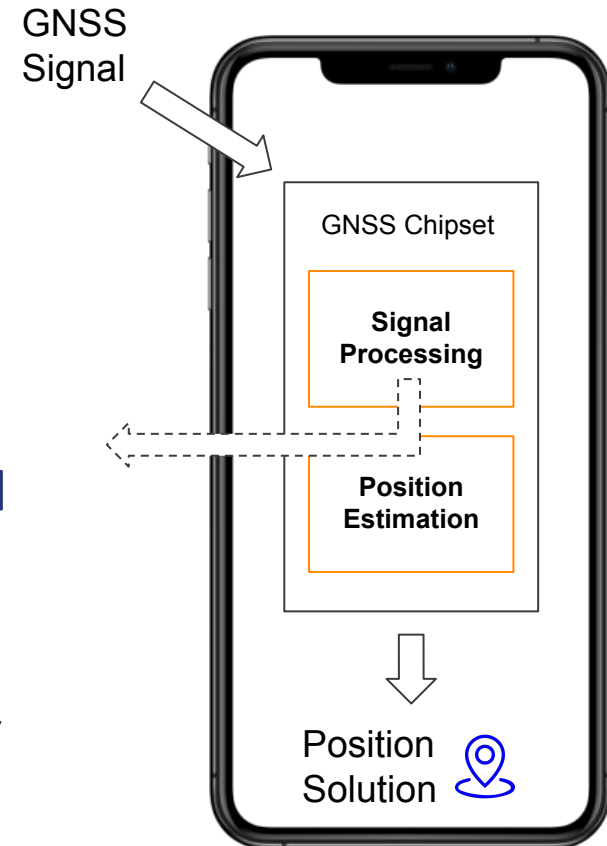 GNSS
Signal
GNSS Chipset
Signal
Processing
Position
Estimation
Position
Solution